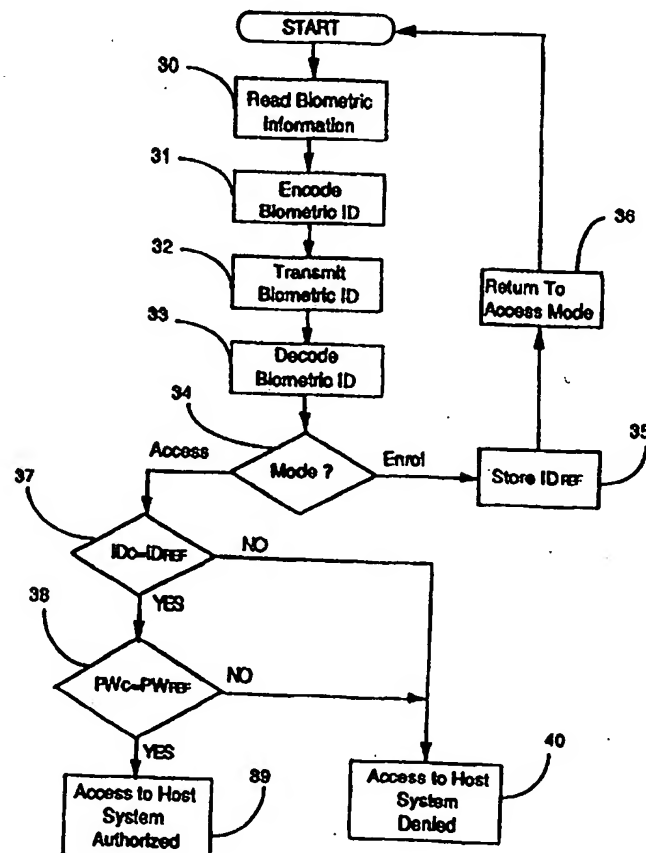 START
30
Read Biometric
Information
31
Encode
Biometric ID
32
Transmit
Biometric ID
33
Decode
Biometric ID
36
Return To
Access Mode
34
Mode ?
Access
Enrol
35
Store IDREF
37
IDc=IDREF
NO
YES
38
PWc=PWREF
NO
YES
39
Access to Host
System
Authorized
40
Access to Host
System
Denied